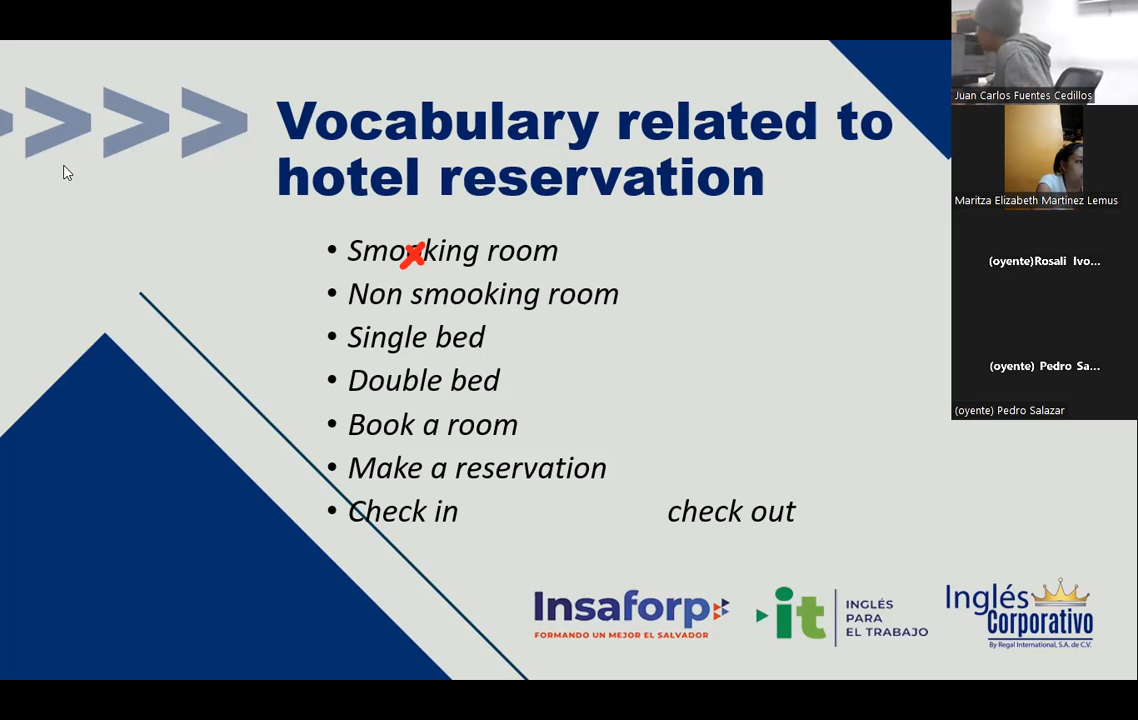 Vocabulary related to
hotel reservation
• Smooking room
• Non smooking room
• Single bed
• Double bed
• Book a room
• Make a reservation
• Check in check out
Insaforp
FORMANDO UN MEJOR EL SALVADOR
it
INGLÉS
PARA
EL TRABAJO
Inglés
Corporativo
By Regal International, S.A. de C.V.
Juan Carlos Fuentes Cedillos
Maritza Elizabeth Martinez Lemus
(oyente)Rosali Ivo...
(oyente) Pedro Sa...
(oyente) Pedro Salazar